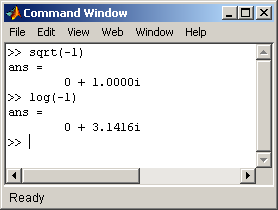 Command Window
File Edit View Web Window Help
>> sqrt(-1)
ans =
0 + 1.0000i
>> log(-1)
ans =
0 + 3.1416i
>>
Ready